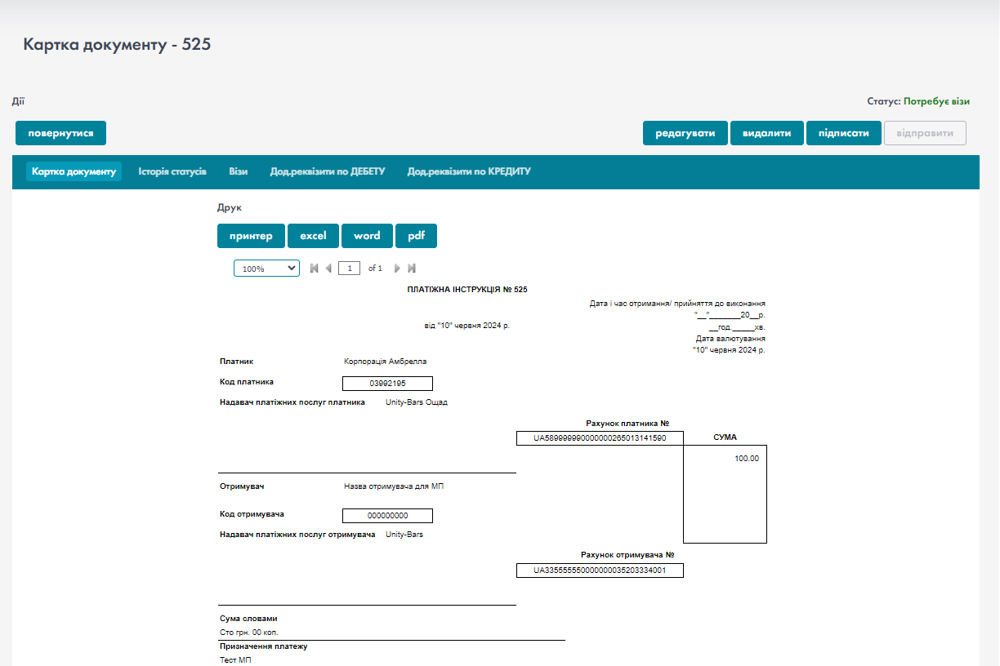 Картка документу - 525
Дії
Статус: Потребує візи
повернутися
редагувати
видалити
підписати
відправити
Картка документу
Історія статусів
Візи
Дод.реквізити по ДЕБЕТУ
Дод.реквізити по КРЕДИТУ
Друк
принтер
excel
word
pdf
100%
1
of 1
ПЛАТІЖНА ІНСТРУКЦІЯ № 525
Дата і час отримання/ прийняття до виконання
"__"_______20__р.
від "10" червня 2024 р.
__год._____хв.
Дата валютування
"10" червня 2024 р.
Платник Корпорація Амбрелла
Код платника 03992195
Надавач платіжних послуг платника Unity-Bars Ощад
Рахунок платника №
UA589999990000000265013141590
СУМА
100.00
Отримувач Назва отримувача для МП
Код отримувача 000000000
Надавач платіжних послуг отримувача Unity-Bars
Рахунок отримувача №
UA335555550000000035203334001
Сума словами
Сто грн. 00 коп.
Призначення платежу
Тест МП